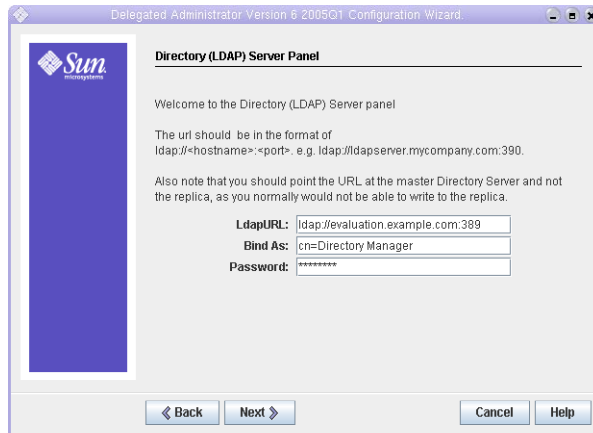 Delegated Administrator Version 6 2005Q1 Configuration Wizard.
Sun
microsystems
Directory (LDAP) Server Panel
Welcome to the Directory (LDAP) Server panel
The url should be in the format of
ldap://<hostname>:<port>. e.g. ldap://ldapserver.mycompany.com:390.
Also note that you should point the URL at the master Directory Server and not
the replica, as you normally would not be able to write to the replica.
LdapURL: ldap://evaluation.example.com:389
Bind As: cn=Directory Manager
Password: ********
Back Next Cancel Help